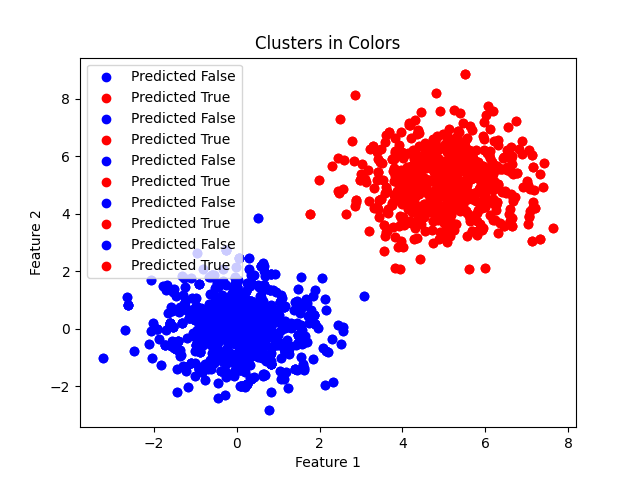 Clusters in Colors
Predicted False
Predicted True
Predicted False
Predicted True
Predicted False
Predicted True
Predicted False
Predicted True
Predicted False
Predicted True
8
6
4
2
0
−2
Feature 2
−2 0 2 4 6 8
Feature 1